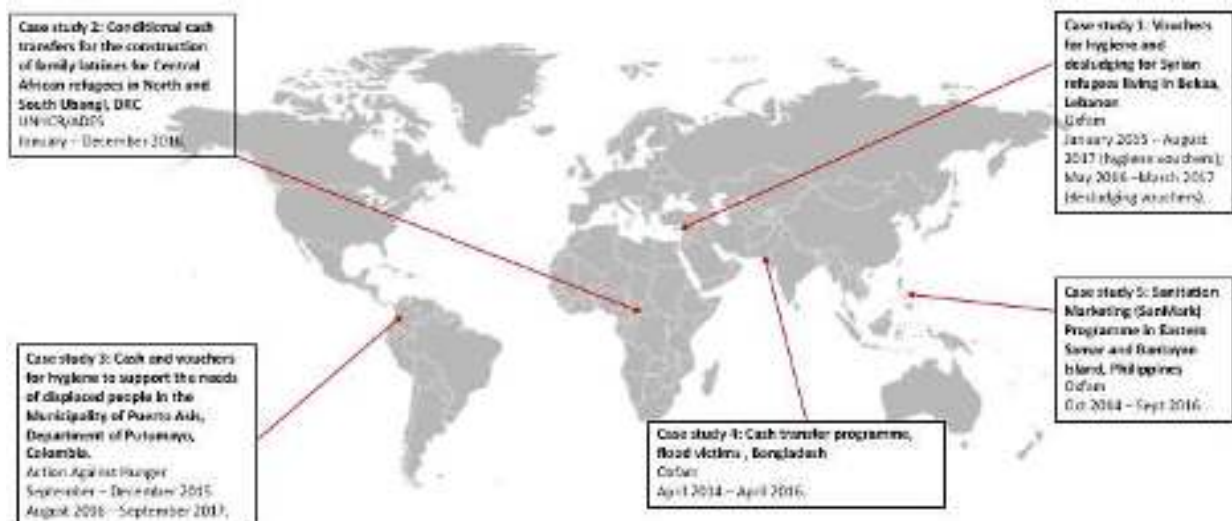 Case study 2: Conditional cash
transfers for the construction
of family latrines for Central
African refugees in North and
South Ubangi, DRC
UNHCR/ADES
January – December 2016.
Case study 1: Vouchers
for hygiene and
desludging for Syrian
refugees living in Bekaa,
Lebanon
Oxfam
January 2015 – August
2017 (hygiene vouchers);
May 2016 –March 2017
(desludging vouchers).
Case study 5: Sanitation
Marketing (SanMark)
Programme in Eastern
Samar and Bantayan
Island, Philippines
Oxfam
Oct 2014 – Sept 2016
Case study 3: Cash and vouchers
for hygiene to support the needs
of displaced people in the
Municipality of Puerto Asis,
Department of Putumayo,
Colombia.
Action Against Hunger
September – December 2015
August 2016 – September 2017.
Case study 4: Cash transfer programme,
flood victims , Bangladesh
Oxfam
April 2014 – April 2016.